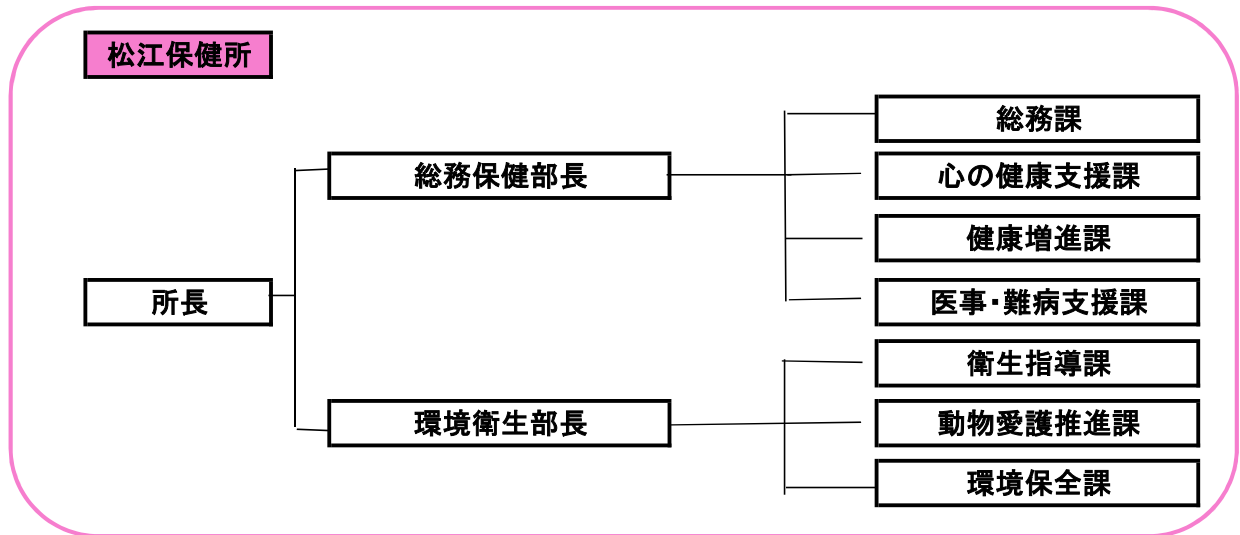 松江保健所
総務課
総務保健部長
心の健康支援課
健康増進課
所長
医事・難病支援課
衛生指導課
環境衛生部長
動物愛護推進課
環境保全課